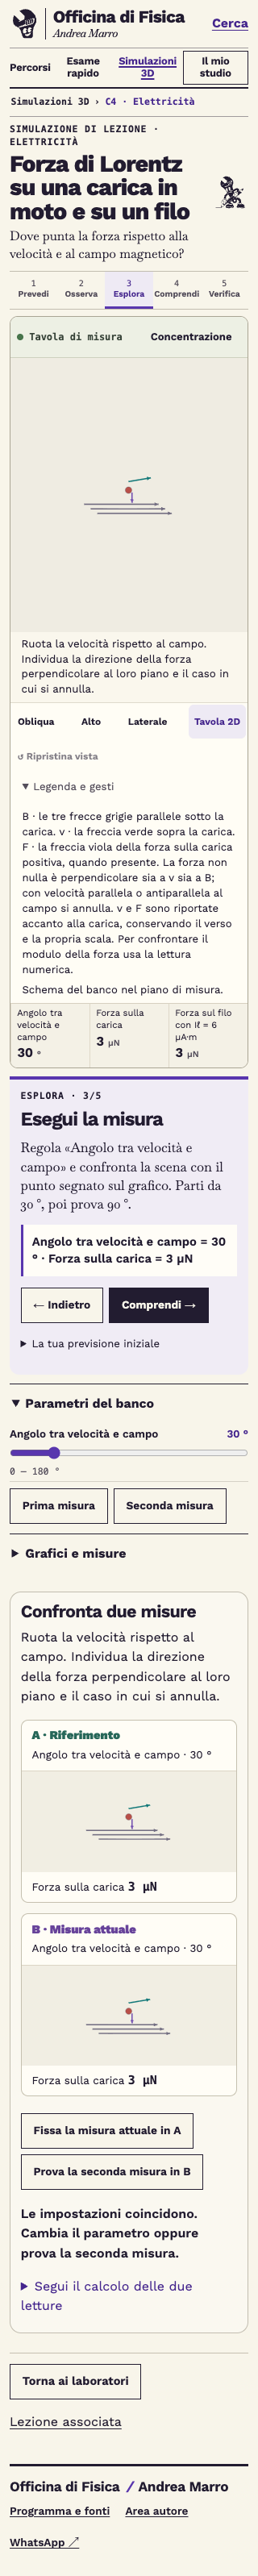 Officina di Fisica
Andrea Marro
Cerca
Percorsi
Esame rapido
Simulazioni 3D
Il mio studio
Simulazioni 3D › C4 · Elettricità
SIMULAZIONE DI LEZIONE ·
ELETTRICITÀ
Forza di Lorentz
su una carica in
moto e su un filo
Dove punta la forza rispetto alla
velocità e al campo magnetico?
1 Prevedi
2 Osserva
3 Esplora
4 Comprendi
5 Verifica
Tavola di misura
Concentrazione
Ruota la velocità rispetto al campo.
Individua la direzione della forza
perpendicolare al loro piano e il caso in
cui si annulla.
Obliqua
Alto
Laterale
Tavola 2D
↺ Ripristina vista
▼ Legenda e gesti
B · le tre frecce grigie parallele sotto la
carica. v · la freccia verde sopra la carica.
F · la freccia viola della forza sulla carica
positiva, quando presente. La forza non
nulla è perpendicolare sia a v sia a B;
con velocità parallela o antiparallela al
campo si annulla. v e F sono riportate
accanto alla carica, conservando il verso
e la propria scala. Per confrontare il
modulo della forza usa la lettura
numerica.
Schema del banco nel piano di misura.
Angolo tra velocità e campo
30 °
Forza sulla carica
3 μN
Forza sul filo con Iℓ = 6 μA·m
3 μN
ESPLORA · 3/5
Esegui la misura
Regola «Angolo tra velocità e
campo» e confronta la scena con il
punto segnato sul grafico. Parti da
30 °, poi prova 90 °.
Angolo tra velocità e campo = 30
° · Forza sulla carica = 3 μN
← Indietro
Comprendi →
▶ La tua previsione iniziale
▼ Parametri del banco
Angolo tra velocità e campo
30 °
0 — 180 °
Prima misura
Seconda misura
▶ Grafici e misure
Confronta due misure
Ruota la velocità rispetto al
campo. Individua la direzione
della forza perpendicolare al loro
piano e il caso in cui si annulla.
A · Riferimento
Angolo tra velocità e campo · 30 °
Forza sulla carica 3 μN
B · Misura attuale
Angolo tra velocità e campo · 30 °
Forza sulla carica 3 μN
Fissa la misura attuale in A
Prova la seconda misura in B
Le impostazioni coincidono.
Cambia il parametro oppure
prova la seconda misura.
▶ Segui il calcolo delle due
letture
Torna ai laboratori
Lezione associata
Officina di Fisica / Andrea Marro
Programma e fonti
Area autore
WhatsApp ↗